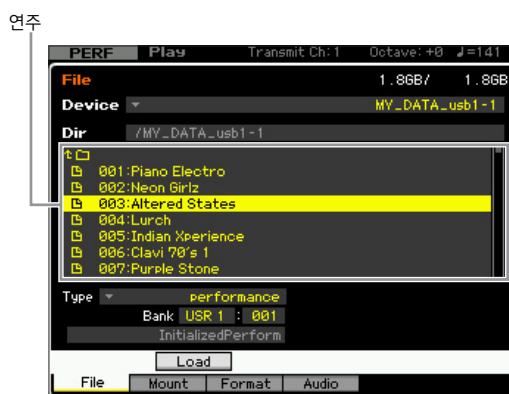 연주
PERF Play Transmit Ch:1 Octave:+0 ♩=141
File 1.8GB/ 1.8GB
Device MY_DATA_usb1-1
Dir /MY_DATA_usb1-1
001:Piano Electro
002:Neon Girlz
003:Altered States
004:Lurch
005:Indian Xperience
006:Clavi 70's 1
007:Purple Stone
Type performance
Bank USR 1 : 001
InitializedPerform
Load
File Mount Format Audio